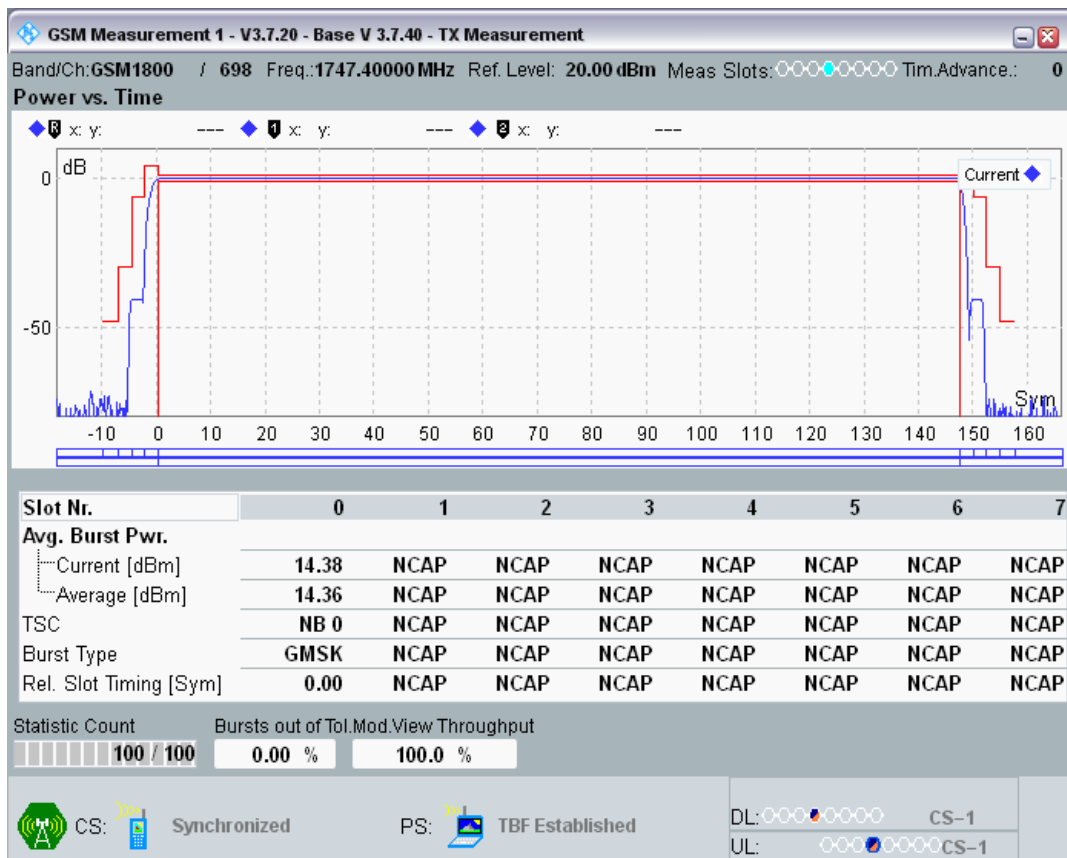 GSM Measurement 1 - V3.7.20 - Base V 3.7.40 - TX Measurement
Band/Ch:GSM1800 / 698 Freq.:1747.40000 MHz Ref. Level: 20.00 dBm Meas Slots: Tim.Advance.: 0
Power vs. Time
R x: y: --- 1 x: y: --- 2 x: y: ---
dB
0
Current
-50
Sym
-10 0 10 20 30 40 50 60 70 80 90 100 110 120 130 140 150 160
Slot Nr. 0 1 2 3 4 5 6 7
Avg. Burst Pwr.
Current [dBm] 14.38 NCAP NCAP NCAP NCAP NCAP NCAP NCAP
Average [dBm] 14.36 NCAP NCAP NCAP NCAP NCAP NCAP NCAP
TSC NB 0 NCAP NCAP NCAP NCAP NCAP NCAP NCAP
Burst Type GMSK NCAP NCAP NCAP NCAP NCAP NCAP NCAP
Rel. Slot Timing [Sym] 0.00 NCAP NCAP NCAP NCAP NCAP NCAP NCAP
Statistic Count Bursts out of Tol.Mod.View Throughput
100 / 100 0.00 % 100.0 %
CS: Synchronized PS: TBF Established
DL: CS-1
UL: CS-1